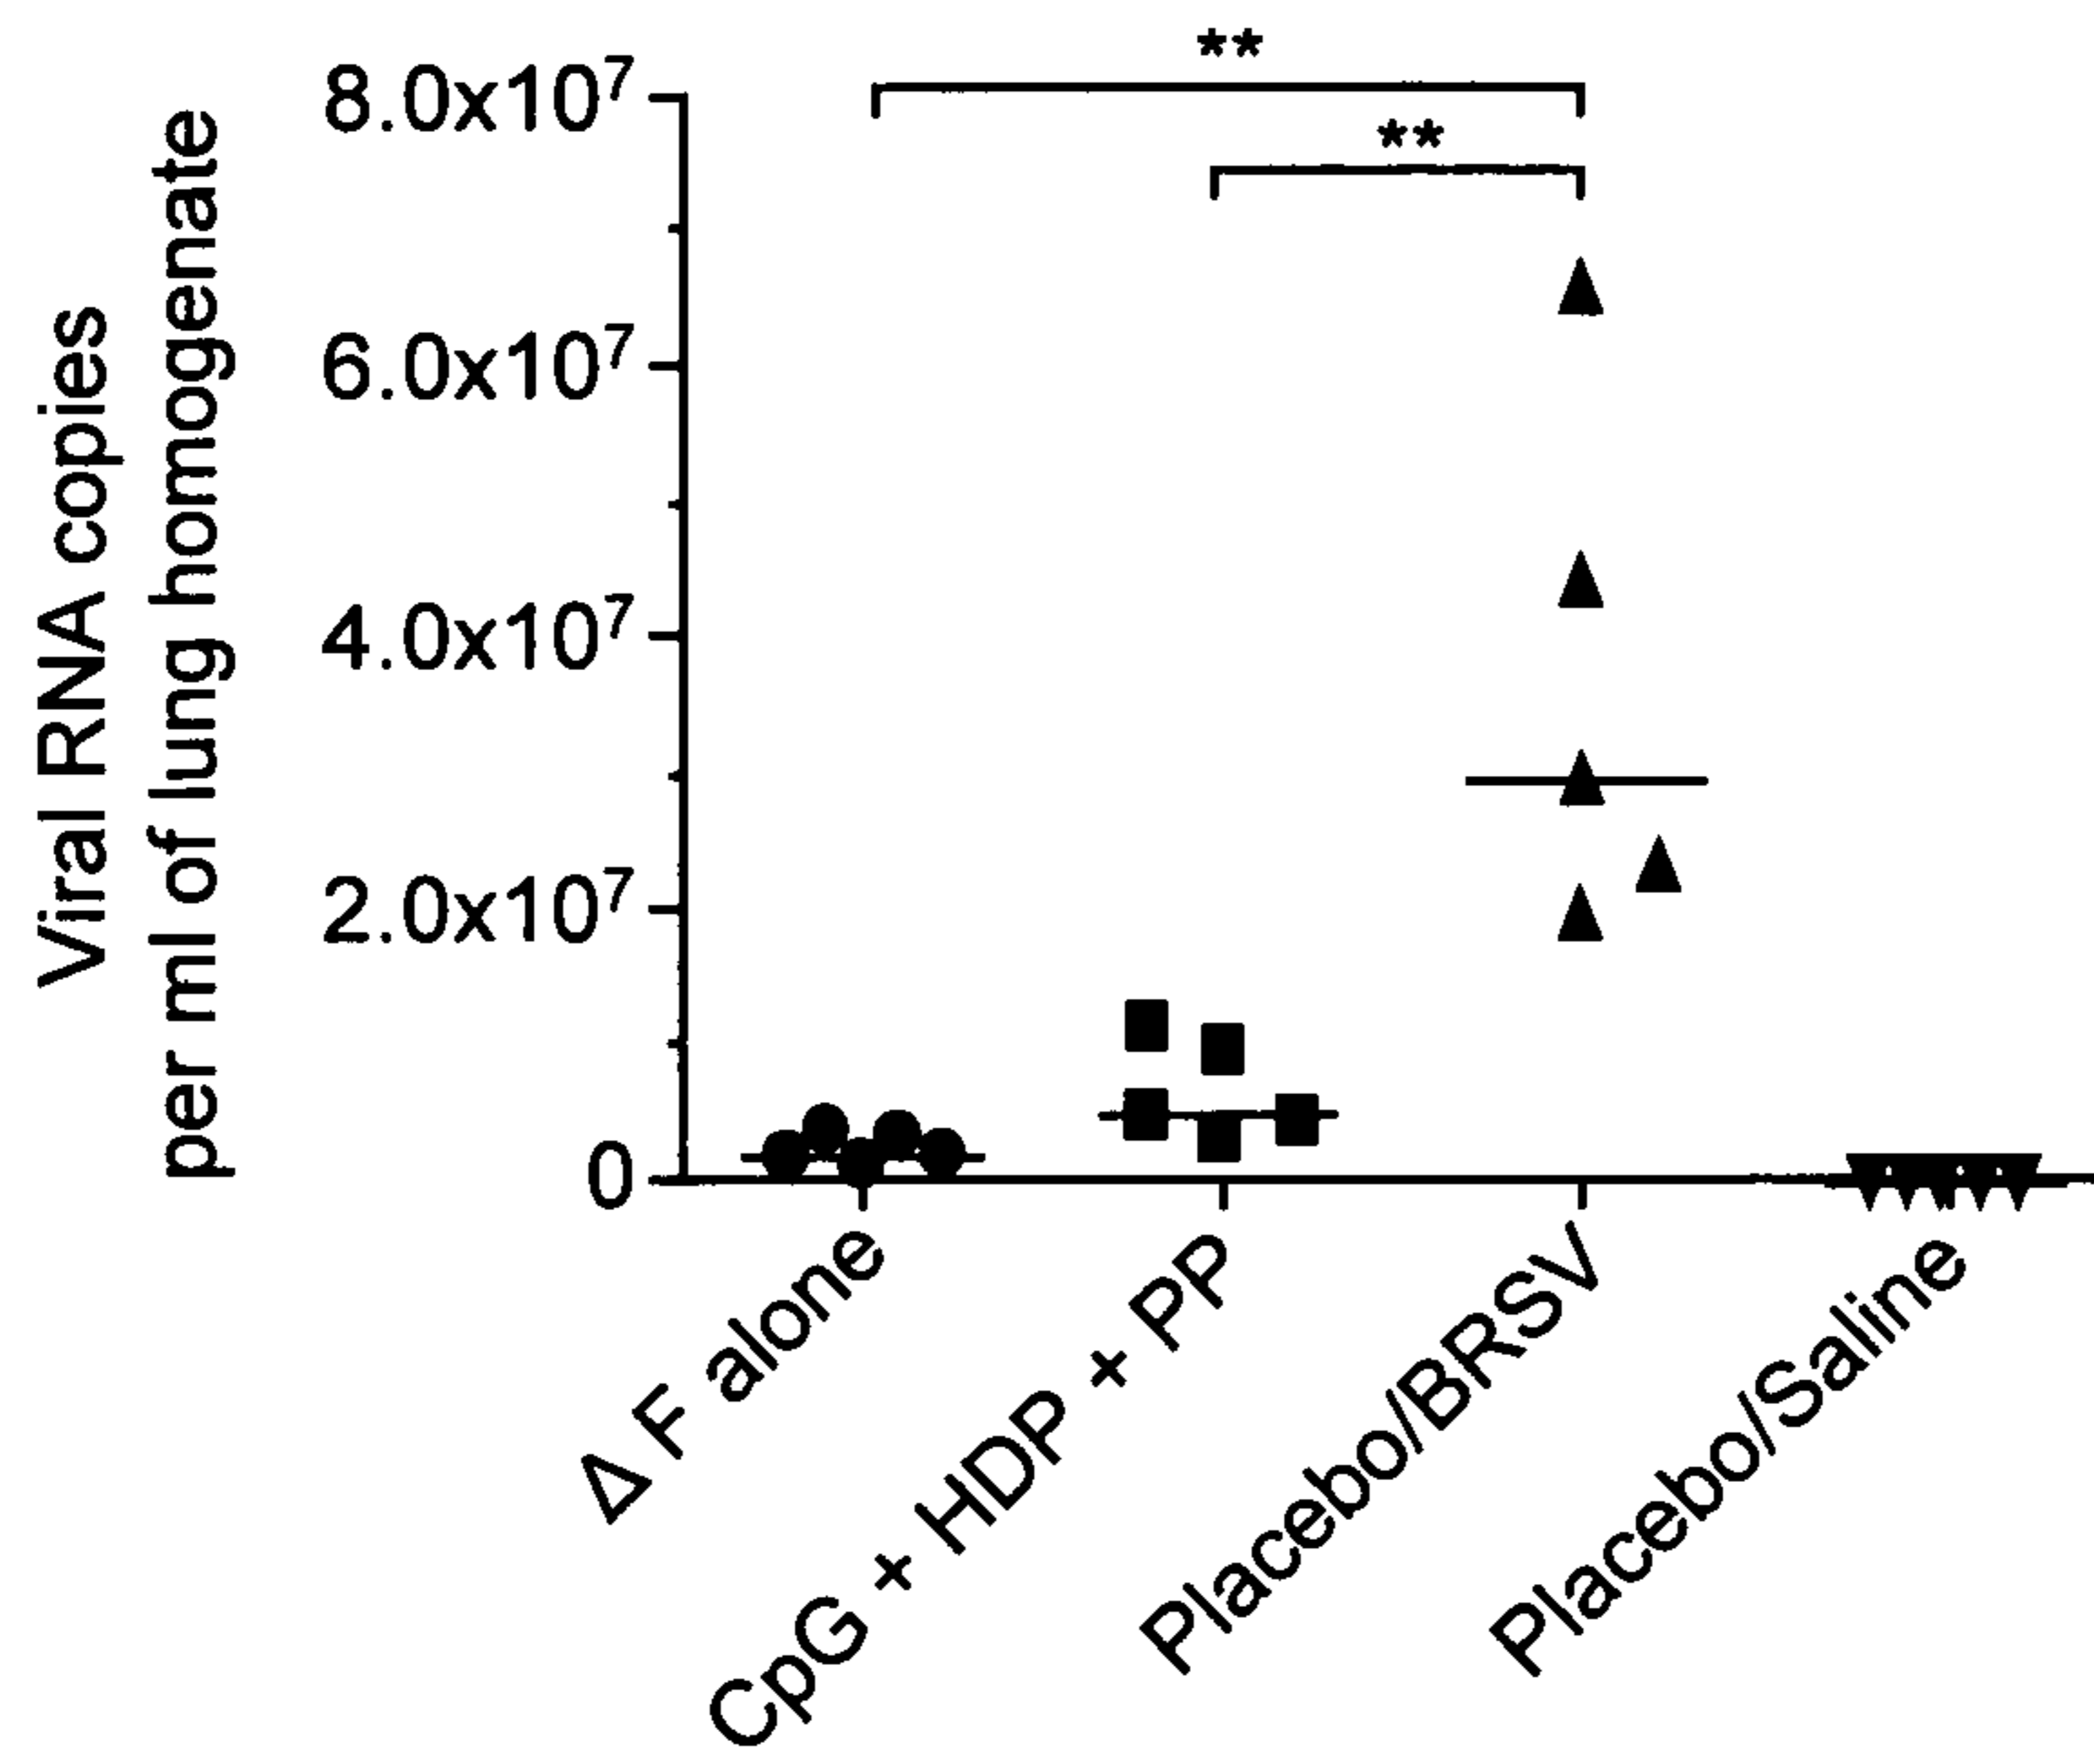 Viral RNA copies
per ml of lung homogenate
8.0x10⁷
6.0x10⁷
4.0x10⁷
2.0x10⁷
0
**
**
Δ F alone
CpG + HDP + PP
Placebo/BRSV
Placebo/Saline